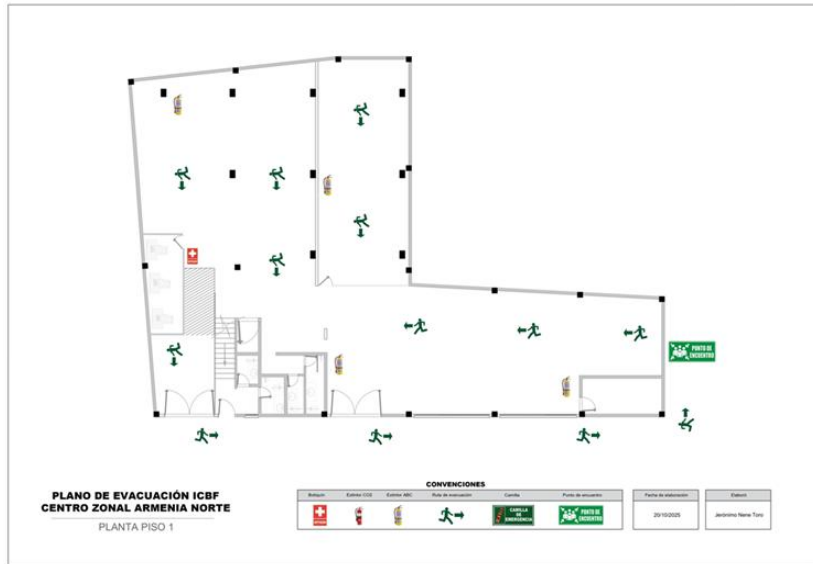 PUNTO DE
ENCUENTRO
PLANO DE EVACUACIÓN ICBF
CENTRO ZONAL ARMENIA NORTE
PLANTA PISO 1
CONVENCIONES
Botiquín
Extintor CO2
Extintor ABC
Ruta de evacuación
Camilla
Punto de encuentro
CAMILLA
DE
EMERGENCIA
PUNTO DE
ENCUENTRO
Fecha de elaboración
20/10/2025
Elaboró
Jerónimo Nene Toro